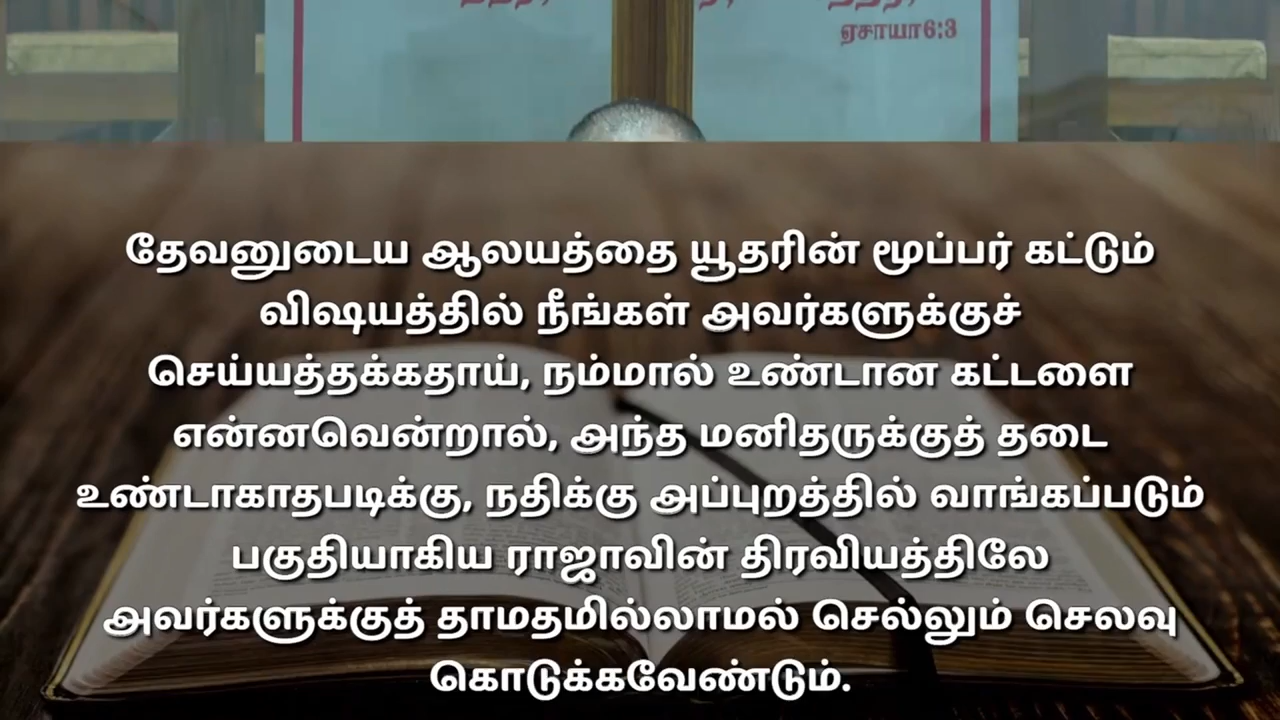 ஏசாயா6:3
தேவனுடைய ஆலயத்தை யூதரின் மூப்பர் கட்டும்
விஷயத்தில் நீங்கள் அவர்களுக்குச்
செய்யத்தக்கதாய், நம்மால் உண்டான கட்டளை
என்னவென்றால், அந்த மனிதருக்குத் தடை
உண்டாகாதபடிக்கு, நதிக்கு அப்புறத்தில் வாங்கப்படும்
பகுதியாகிய ராஜாவின் திரவியத்திலே
அவர்களுக்குத் தாமதமில்லாமல் செல்லும் செலவு
கொடுக்கவேண்டும்.